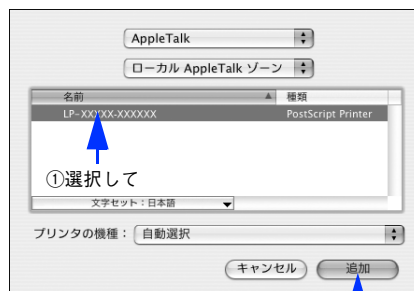 AppleTalk
ローカル AppleTalk ゾーン
名前 種類
LP-XXXXX-XXXXXX PostScript Printer
①選択して
文字セット：日本語
プリンタの機種： 自動選択
キャンセル 追加